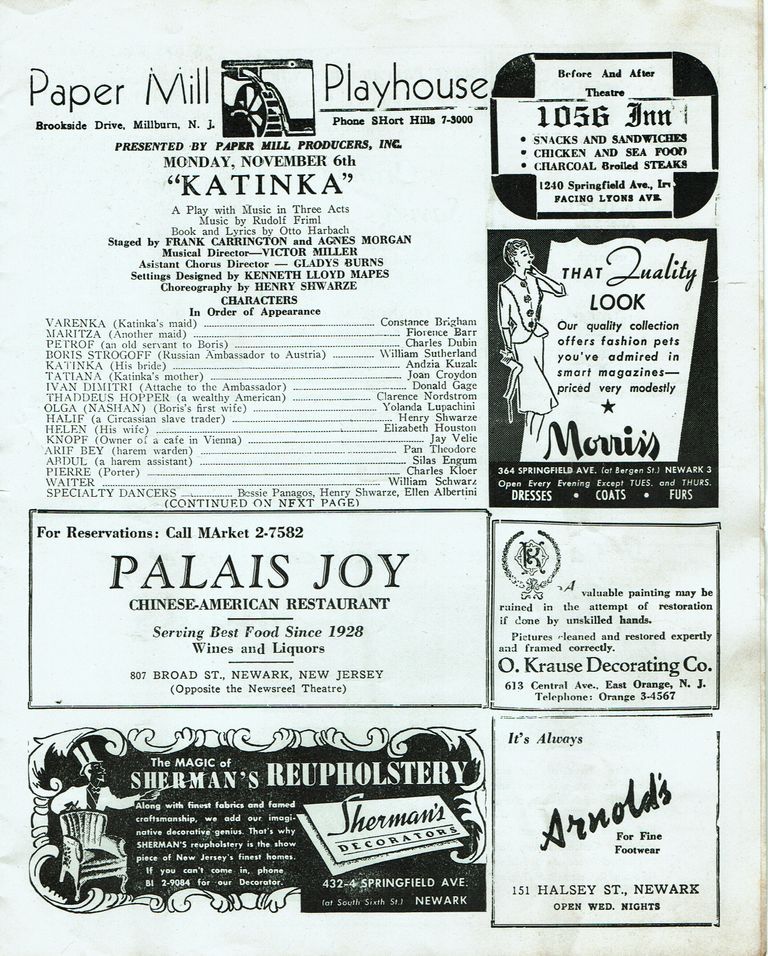 Paper Mill Playhouse
Brookside Drive, Millburn, N. J.
Phone SHort Hills 7-3000
PRESENTED BY PAPER MILL PRODUCERS, INC.
MONDAY, NOVEMBER 6th
"KATINKA"
A Play with Music in Three Acts
Music by Rudolf Friml
Book and Lyrics by Otto Harbach
Staged by FRANK CARRINGTON and AGNES MORGAN
Musical Director—VICTOR MILLER
Asistant Chorus Director — GLADYS BURNS
Settings Designed by KENNETH LLOYD MAPES
Choreography by HENRY SHWARZE
CHARACTERS
In Order of Appearance
VARENKA (Katinka's maid) ........ Constance Brigham
MARITZA (Another maid) ........ Florence Barr
PETROF (an old servant to Boris) ........ Charles Dubin
BORIS STROGOFF (Russian Ambassador to Austria) ........ William Sutherland
KATINKA (His bride) ........ Andzia Kuzak
TATIANA (Katinka's mother) ........ Joan Croydon
IVAN DIMITRI (Attache to the Ambassador) ........ Donald Gage
THADDEUS HOPPER (a wealthy American) ........ Clarence Nordstrom
OLGA (NASHAN) (Boris's first wife) ........ Yolanda Lupachini
HALIF (a Circassian slave trader) ........ Henry Shwarze
HELEN (His wife) ........ Elizabeth Houston
KNOPF (Owner of a cafe in Vienna) ........ Jay Velie
ARIF BEY (harem warden) ........ Pan Theodore
ABDUL (a harem assistant) ........ Silas Engum
PIERRE (Porter) ........ Charles Kloer
WAITER ........ William Schwarz
SPECIALTY DANCERS ........ Bessie Panagos, Henry Shwarze, Ellen Albertini
(CONTINUED ON NEXT PAGE)
Before And After
Theatre
1056 Inn
• SNACKS AND SANDWICHES
• CHICKEN AND SEA FOOD
• CHARCOAL Broiled STEAKS
1240 Springfield Ave., Irv
FACING LYONS AVE.
THAT Quality
LOOK
Our quality collection
offers fashion pets
you've admired in
smart magazines—
priced very modestly
★
Morris's
364 SPRINGFIELD AVE. (at Bergen St.) NEWARK 3
Open Every Evening Except TUES. and THURS.
DRESSES • COATS • FURS
For Reservations: Call MArket 2-7582
PALAIS JOY
CHINESE-AMERICAN RESTAURANT
Serving Best Food Since 1928
Wines and Liquors
807 BROAD ST., NEWARK, NEW JERSEY
(Opposite the Newsreel Theatre)
K
A valuable painting may be
ruined in the attempt of restoration
if done by unskilled hands.
Pictures cleaned and restored expertly
and framed correctly.
O. Krause Decorating Co.
613 Central Ave., East Orange, N. J.
Telephone: Orange 3-4567
The MAGIC of
SHERMAN'S REUPHOLSTERY
Along with finest fabrics and famed
craftsmanship, we add our imagi-
native decorative genius. That's why
SHERMAN'S reupholstery is the show
piece of New Jersey's finest homes.
If you can't come in, phone
BI 2-9084 for our Decorator.
Sherman's
DECORATORS
432-4 SPRINGFIELD AVE.
(at South Sixth St.) NEWARK
It's Always
Arnold's
For Fine
Footwear
151 HALSEY ST., NEWARK
OPEN WED. NIGHTS